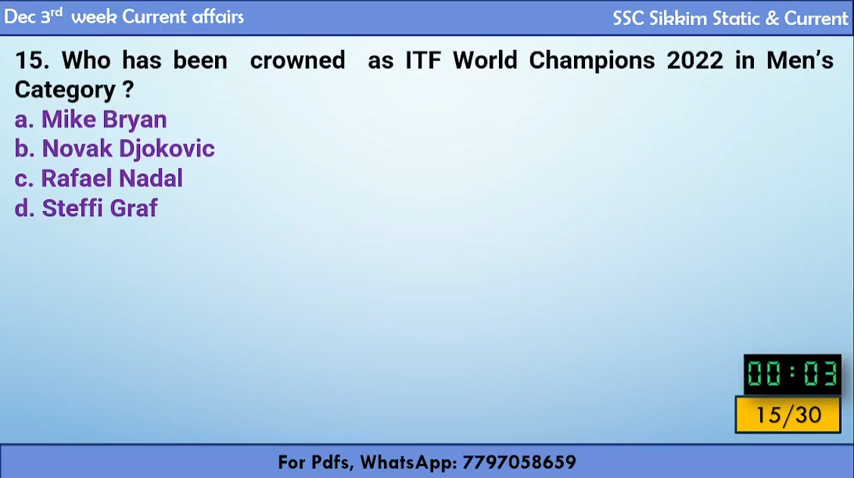 Dec 3rd week Current affairs
SSC Sikkim Static & Current
15. Who has been crowned as ITF World Champions 2022 in Men's
Category ?
a. Mike Bryan
b. Novak Djokovic
c. Rafael Nadal
d. Steffi Graf
00:03
15/30
For Pdfs, WhatsApp: 7797058659